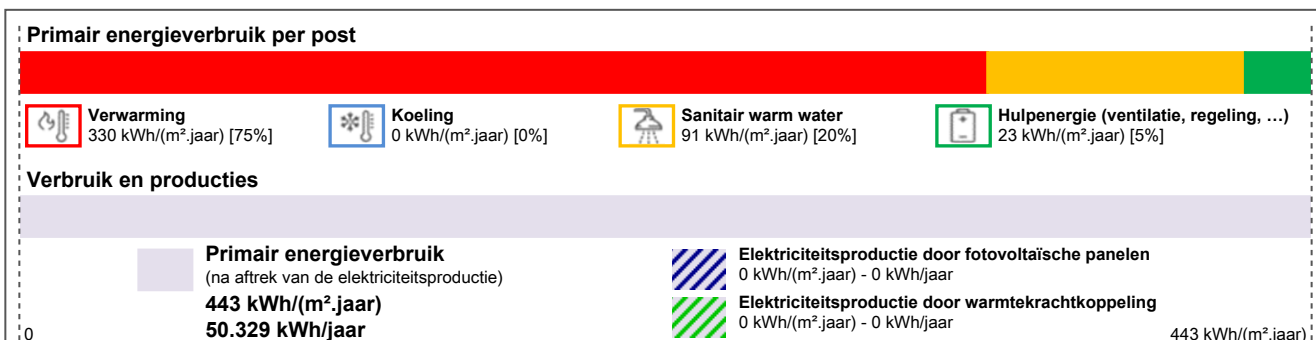 Primair energieverbruik per post
Verwarming
330 kWh/(m².jaar) [75%]
Koeling
0 kWh/(m².jaar) [0%]
Sanitair warm water
91 kWh/(m².jaar) [20%]
Hulpenergie (ventilatie, regeling, …)
23 kWh/(m².jaar) [5%]
Verbruik en producties
Primair energieverbruik
(na aftrek van de elektriciteitsproductie)
443 kWh/(m².jaar)
50.329 kWh/jaar
Elektriciteitsproductie door fotovoltaïsche panelen
0 kWh/(m².jaar) - 0 kWh/jaar
Elektriciteitsproductie door warmtekrachtkoppeling
0 kWh/(m².jaar) - 0 kWh/jaar
0
443 kWh/(m².jaar)